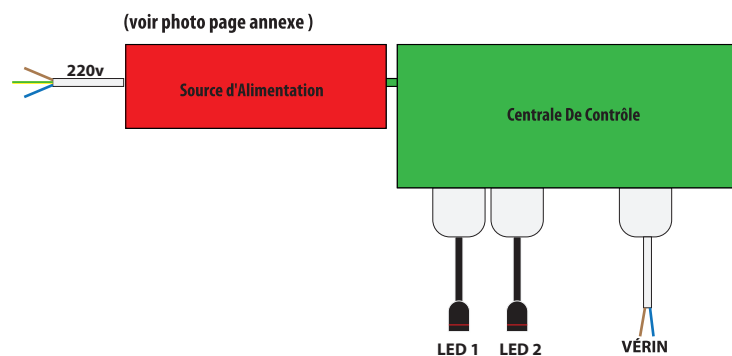 (voir photo page annexe )
220v
Source d'Alimentation
Centrale De Contrôle
LED 1
LED 2
VÉRIN